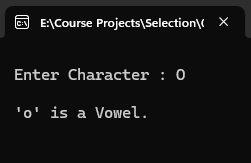 E:\Course Projects\Selection\
Enter Character : O
'o' is a Vowel.